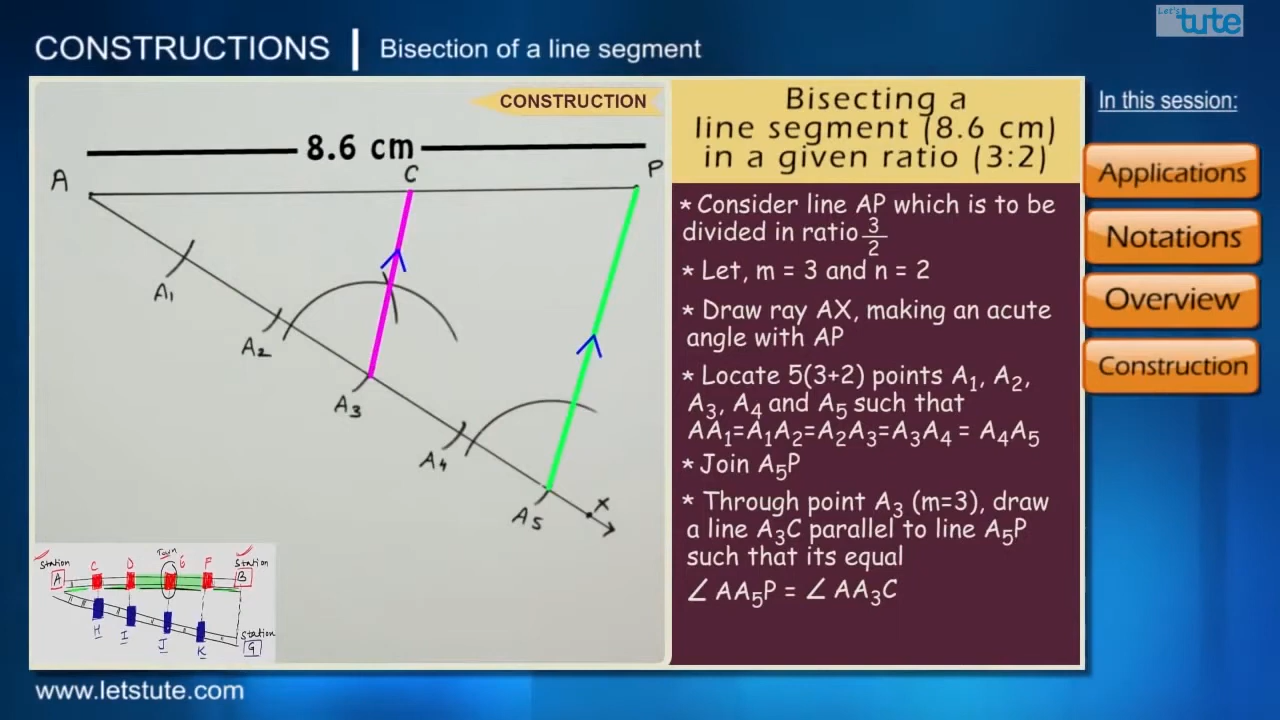 Let's tute
CONSTRUCTIONS | Bisection of a line segment
CONSTRUCTION
8.6 cm
A
C
P
A1
A2
A3
A4
A5
X
Station
A
C
D
Town
6
F
Station
B
H
I
J
K
Station
G
Bisecting a
line segment (8.6 cm)
in a given ratio (3:2)
* Consider line AP which is to be
divided in ratio 3/2
* Let, m = 3 and n = 2
* Draw ray AX, making an acute
angle with AP
* Locate 5(3+2) points A₁, A₂,
A₃, A₄ and A₅ such that
AA₁=A₁A₂=A₂A₃=A₃A₄ = A₄A₅
* Join A₅P
* Through point A₃ (m=3), draw
a line A₃C parallel to line A₅P
such that its equal
∠ AA₅P = ∠ AA₃C
In this session:
Applications
Notations
Overview
Construction
www.letstute.com